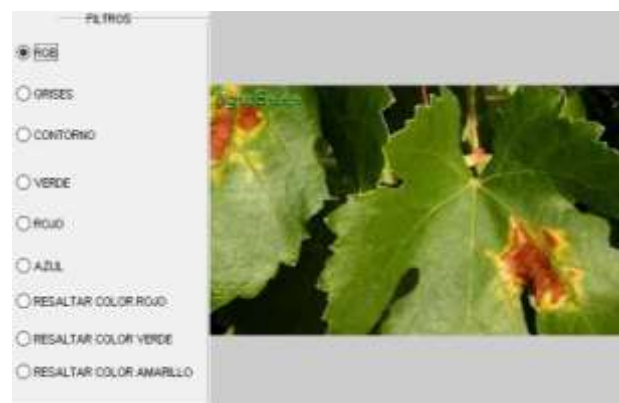 FILTROS
RGB
GRISES
CONTORNO
VERDE
ROJO
AZUL
RESALTAR COLOR ROJO
RESALTAR COLOR VERDE
RESALTAR COLOR AMARILLO